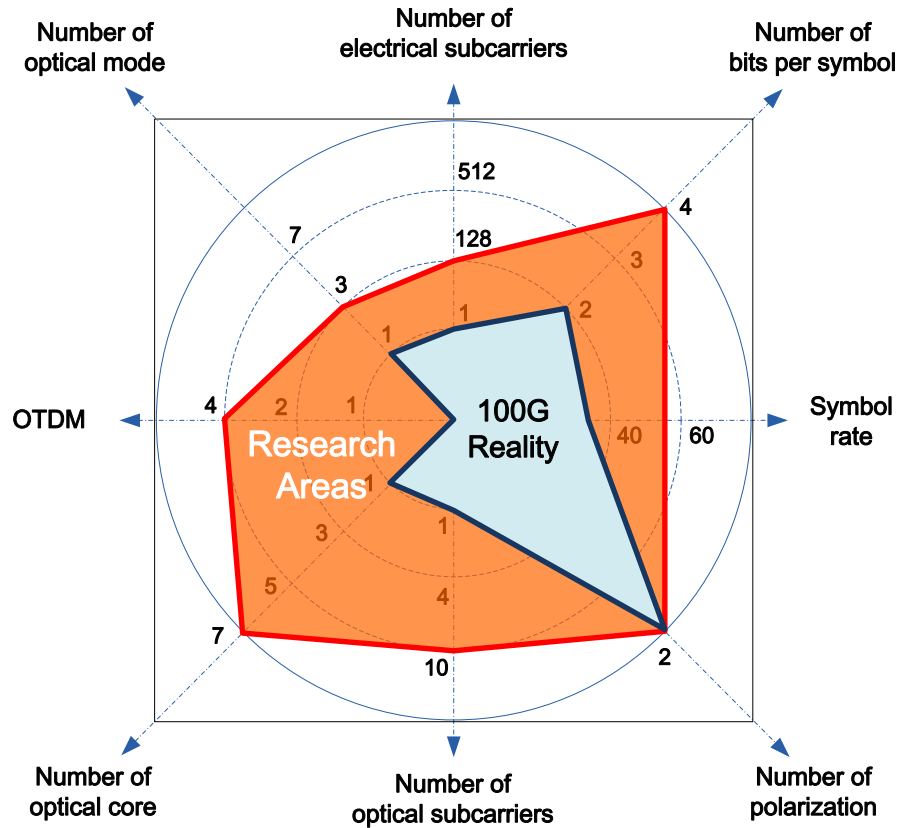 Number of
optical mode
Number of
electrical subcarriers
Number of
bits per symbol
512
4
7
128
3
3
1
1
2
OTDM
4
2
1
100G
Reality
40
60
Symbol
rate
Research
Areas
1
1
3
5
4
7
10
2
Number of
optical core
Number of
optical subcarriers
Number of
polarization